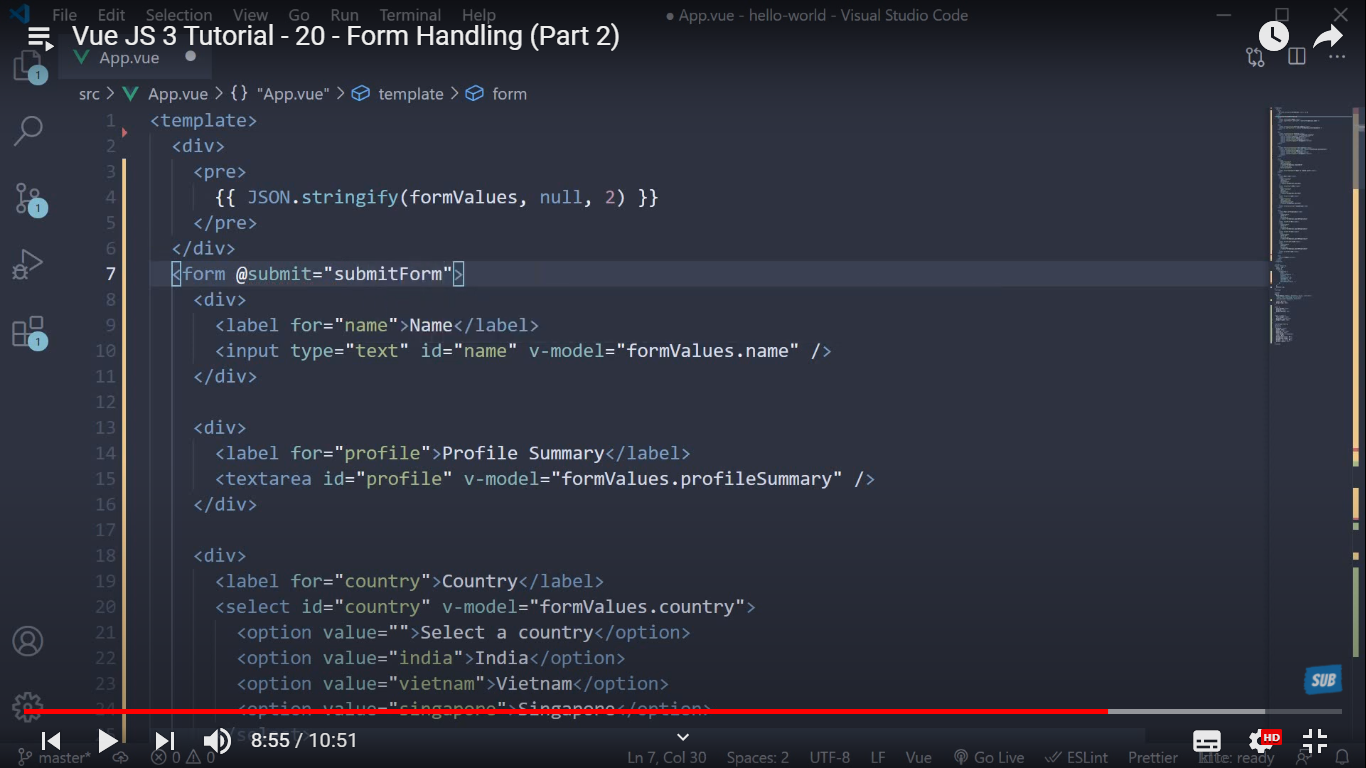 File Edit Selection View Go Run Terminal Help
● App.vue - hello-world - Visual Studio Code
Vue JS 3 Tutorial - 20 - Form Handling (Part 2)
App.vue
src > App.vue > {} "App.vue" > template > form
1 <template>
2 <div>
3 <pre>
4 {{ JSON.stringify(formValues, null, 2) }}
5 </pre>
6 </div>
7 <form @submit="submitForm">
8 <div>
9 <label for="name">Name</label>
10 <input type="text" id="name" v-model="formValues.name" />
11 </div>
12
13 <div>
14 <label for="profile">Profile Summary</label>
15 <textarea id="profile" v-model="formValues.profileSummary" />
16 </div>
17
18 <div>
19 <label for="country">Country</label>
20 <select id="country" v-model="formValues.country">
21 <option value="">Select a country</option>
22 <option value="india">India</option>
23 <option value="vietnam">Vietnam</option>
24 <option value="singapore">Singapore</option>
1
1
1
SUB
8:55 / 10:51
HD
master* 0 0 Ln 7, Col 30 Spaces: 2 UTF-8 LF Vue Go Live ESLint Prettier kite: ready